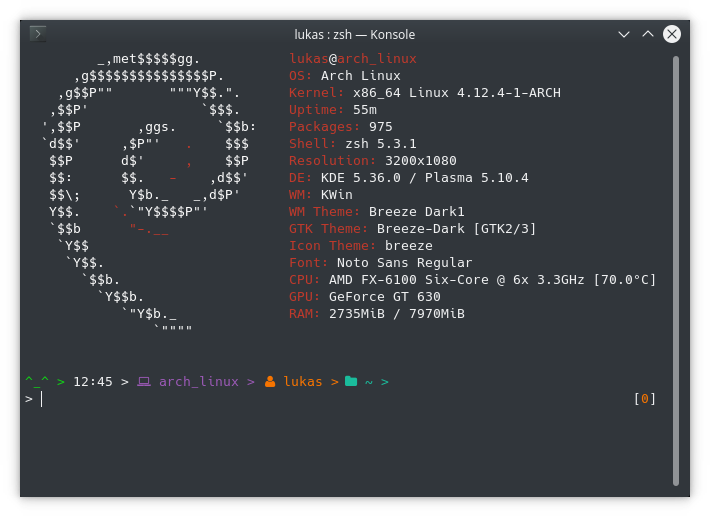 lukas : zsh — Konsole
         _,met$$$$$gg.           lukas@arch_linux
      ,g$$$$$$$$$$$$$$$P.        OS: Arch Linux
    ,g$$P""       """Y$$.".      Kernel: x86_64 Linux 4.12.4-1-ARCH
   ,$$P'              `$$$.      Uptime: 55m
  ',$$P       ,ggs.     `$$b:    Packages: 975
  `d$$'     ,$P"'   .    $$$     Shell: zsh 5.3.1
   $$P      d$'     ,    $$P     Resolution: 3200x1080
   $$:      $$.   -    ,d$$'     DE: KDE 5.36.0 / Plasma 5.10.4
   $$\;      Y$b._   _,d$P'      WM: KWin
   Y$$.    `.`"Y$$$$P"'          WM Theme: Breeze Dark1
   `$$b      "-.__               GTK Theme: Breeze-Dark [GTK2/3]
    `Y$$                         Icon Theme: breeze
     `Y$$.                       Font: Noto Sans Regular
       `$$b.                     CPU: AMD FX-6100 Six-Core @ 6x 3.3GHz [70.0°C]
         `Y$$b.                  GPU: GeForce GT 630
            `"Y$b._              RAM: 2735MiB / 7970MiB
                `""""
^_^ > 12:45 > arch_linux > lukas > ~ >
> [0]